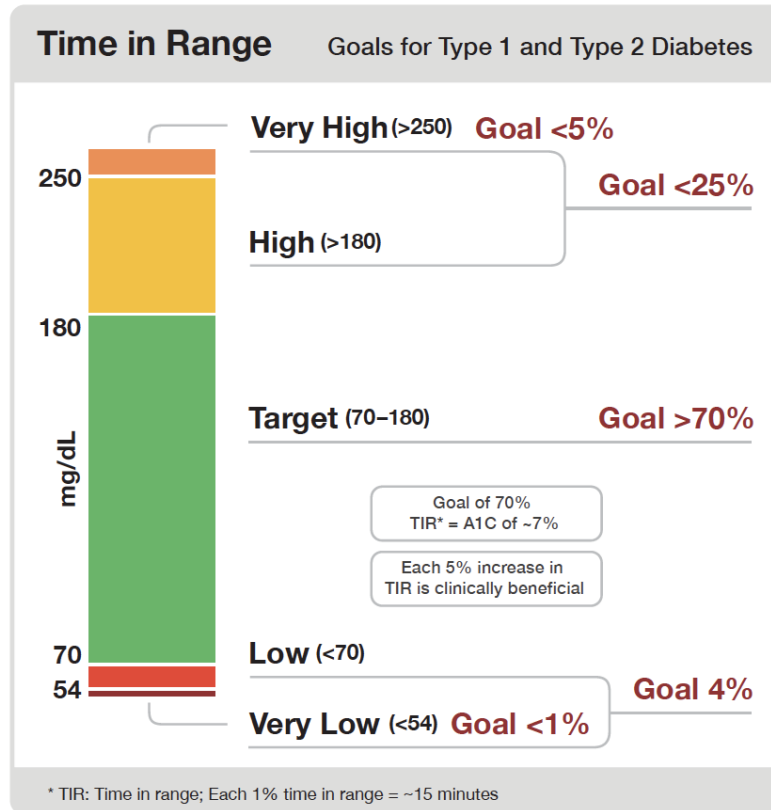 Time in Range Goals for Type 1 and Type 2 Diabetes
Very High (>250) Goal <5%
250
Goal <25%
High (>180)
180
Target (70–180) Goal >70%
mg/dL
Goal of 70%
TIR* = A1C of ~7%
Each 5% increase in
TIR is clinically beneficial
Low (<70)
70
54
Goal 4%
Very Low (<54) Goal <1%
* TIR: Time in range; Each 1% time in range = ~15 minutes